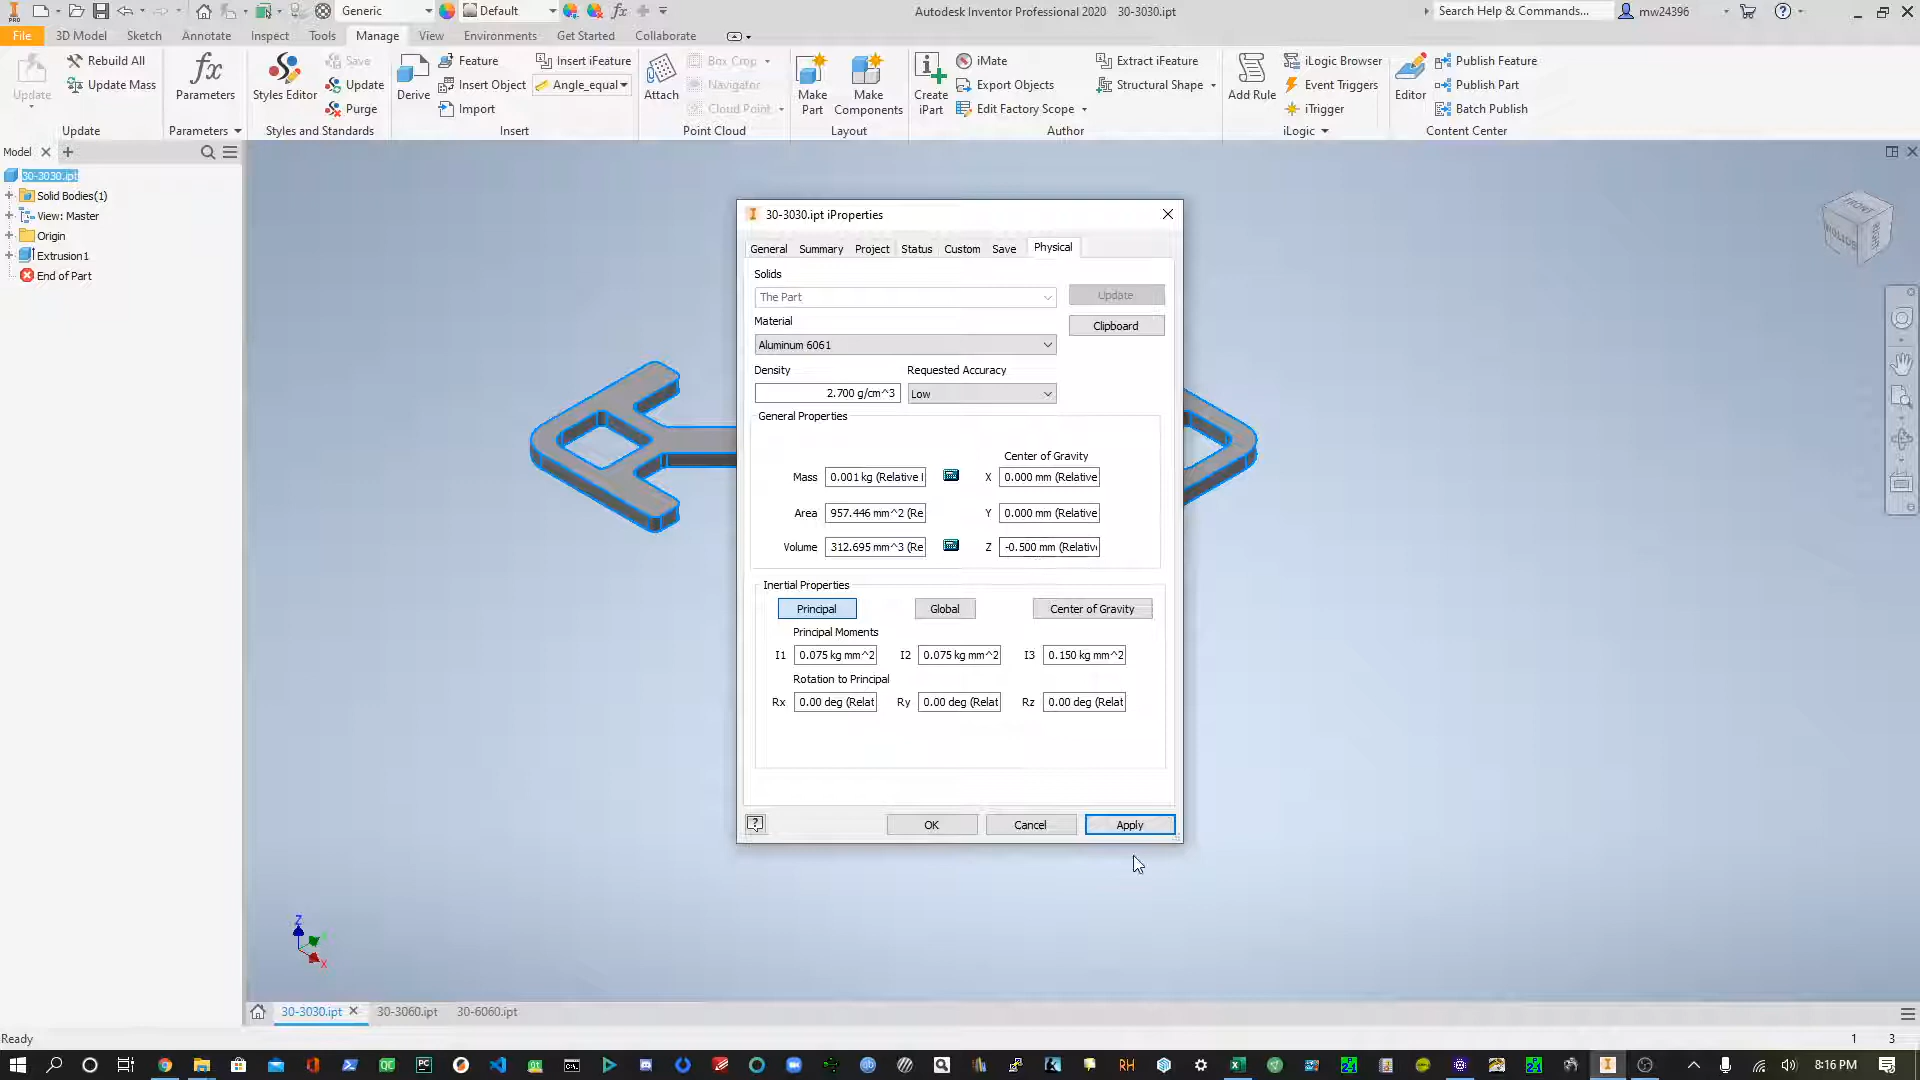 Generic
Default
Autodesk Inventor Professional 2020 30-3030.ipt
Search Help & Commands...
mw24396
File 3D Model Sketch Annotate Inspect Tools Manage View Environments Get Started Collaborate
Update
Rebuild All
Update Mass
Update
Parameters
Parameters
Styles Editor
Save
Update
Purge
Styles and Standards
Derive
Feature
Insert Object
Import
Insert iFeature
Angle_equal
Insert
Attach
Box Crop
Navigator
Cloud Point
Point Cloud
Make Part
Make Components
Layout
Create iPart
iMate
Export Objects
Edit Factory Scope
Extract iFeature
Structural Shape
Author
Add Rule
iLogic Browser
Event Triggers
iTrigger
iLogic
Editor
Publish Feature
Publish Part
Batch Publish
Content Center
Model
30-3030.ipt
Solid Bodies(1)
View: Master
Origin
Extrusion1
End of Part
FRONT
RIGHT
30-3030.ipt iProperties
General Summary Project Status Custom Save Physical
Solids
The Part
Update
Material
Clipboard
Aluminum 6061
Density Requested Accuracy
2.700 g/cm^3 Low
General Properties
Center of Gravity
Mass 0.001 kg (Relative X 0.000 mm (Relative
Area 957.446 mm^2 (Re Y 0.000 mm (Relative
Volume 312.695 mm^3 (Re Z -0.500 mm (Relativ
Inertial Properties
Principal Global Center of Gravity
Principal Moments
I1 0.075 kg mm^2 I2 0.075 kg mm^2 I3 0.150 kg mm^2
Rotation to Principal
Rx 0.00 deg (Relat Ry 0.00 deg (Relat Rz 0.00 deg (Relat
OK Cancel Apply
Z
X
30-3030.ipt 30-3060.ipt 30-6060.ipt
Ready
1 3
8:16 PM